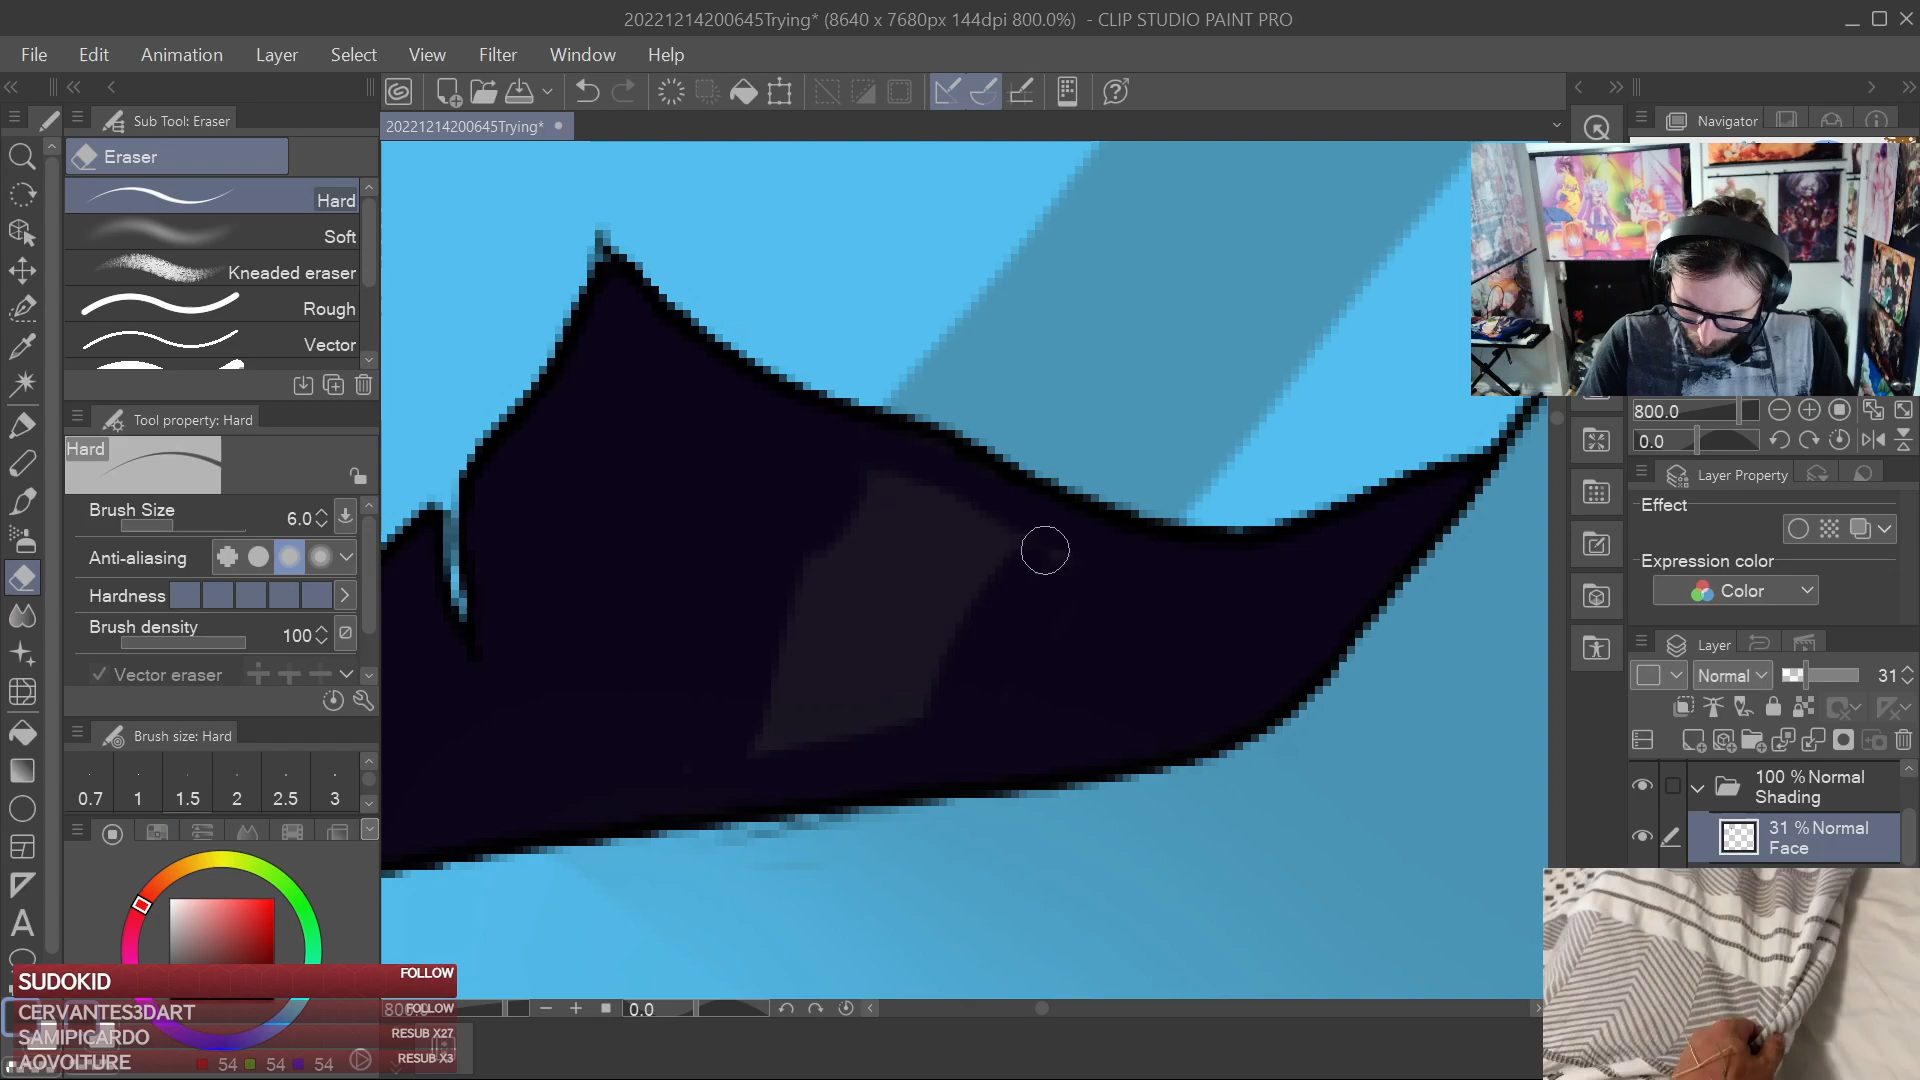 20221214200645Trying* (8640 x 7680px 144dpi 800.0%) - CLIP STUDIO PAINT PRO
File Edit Animation Layer Select View Filter Window Help
Sub Tool: Eraser
20221214200645Trying*
Navigator
Eraser
Hard
Soft
Kneaded eraser
Rough
Vector
Tool property: Hard
Hard
Brush Size 6.0
Anti-aliasing
Hardness
Brush density 100
Vector eraser
Brush size: Hard
0.7 1 1.5 2 2.5 3
800.0
0.0
Layer Property
Effect
Expression color
Color
Layer
Normal 31
100 % Normal
Shading
31 % Normal
Face
SUDOKID FOLLOW
CERVANTES3DART FOLLOW
SAMIPICARDO RESUB X27
AOVOLTURE RESUB X3
54 54 54
0.0